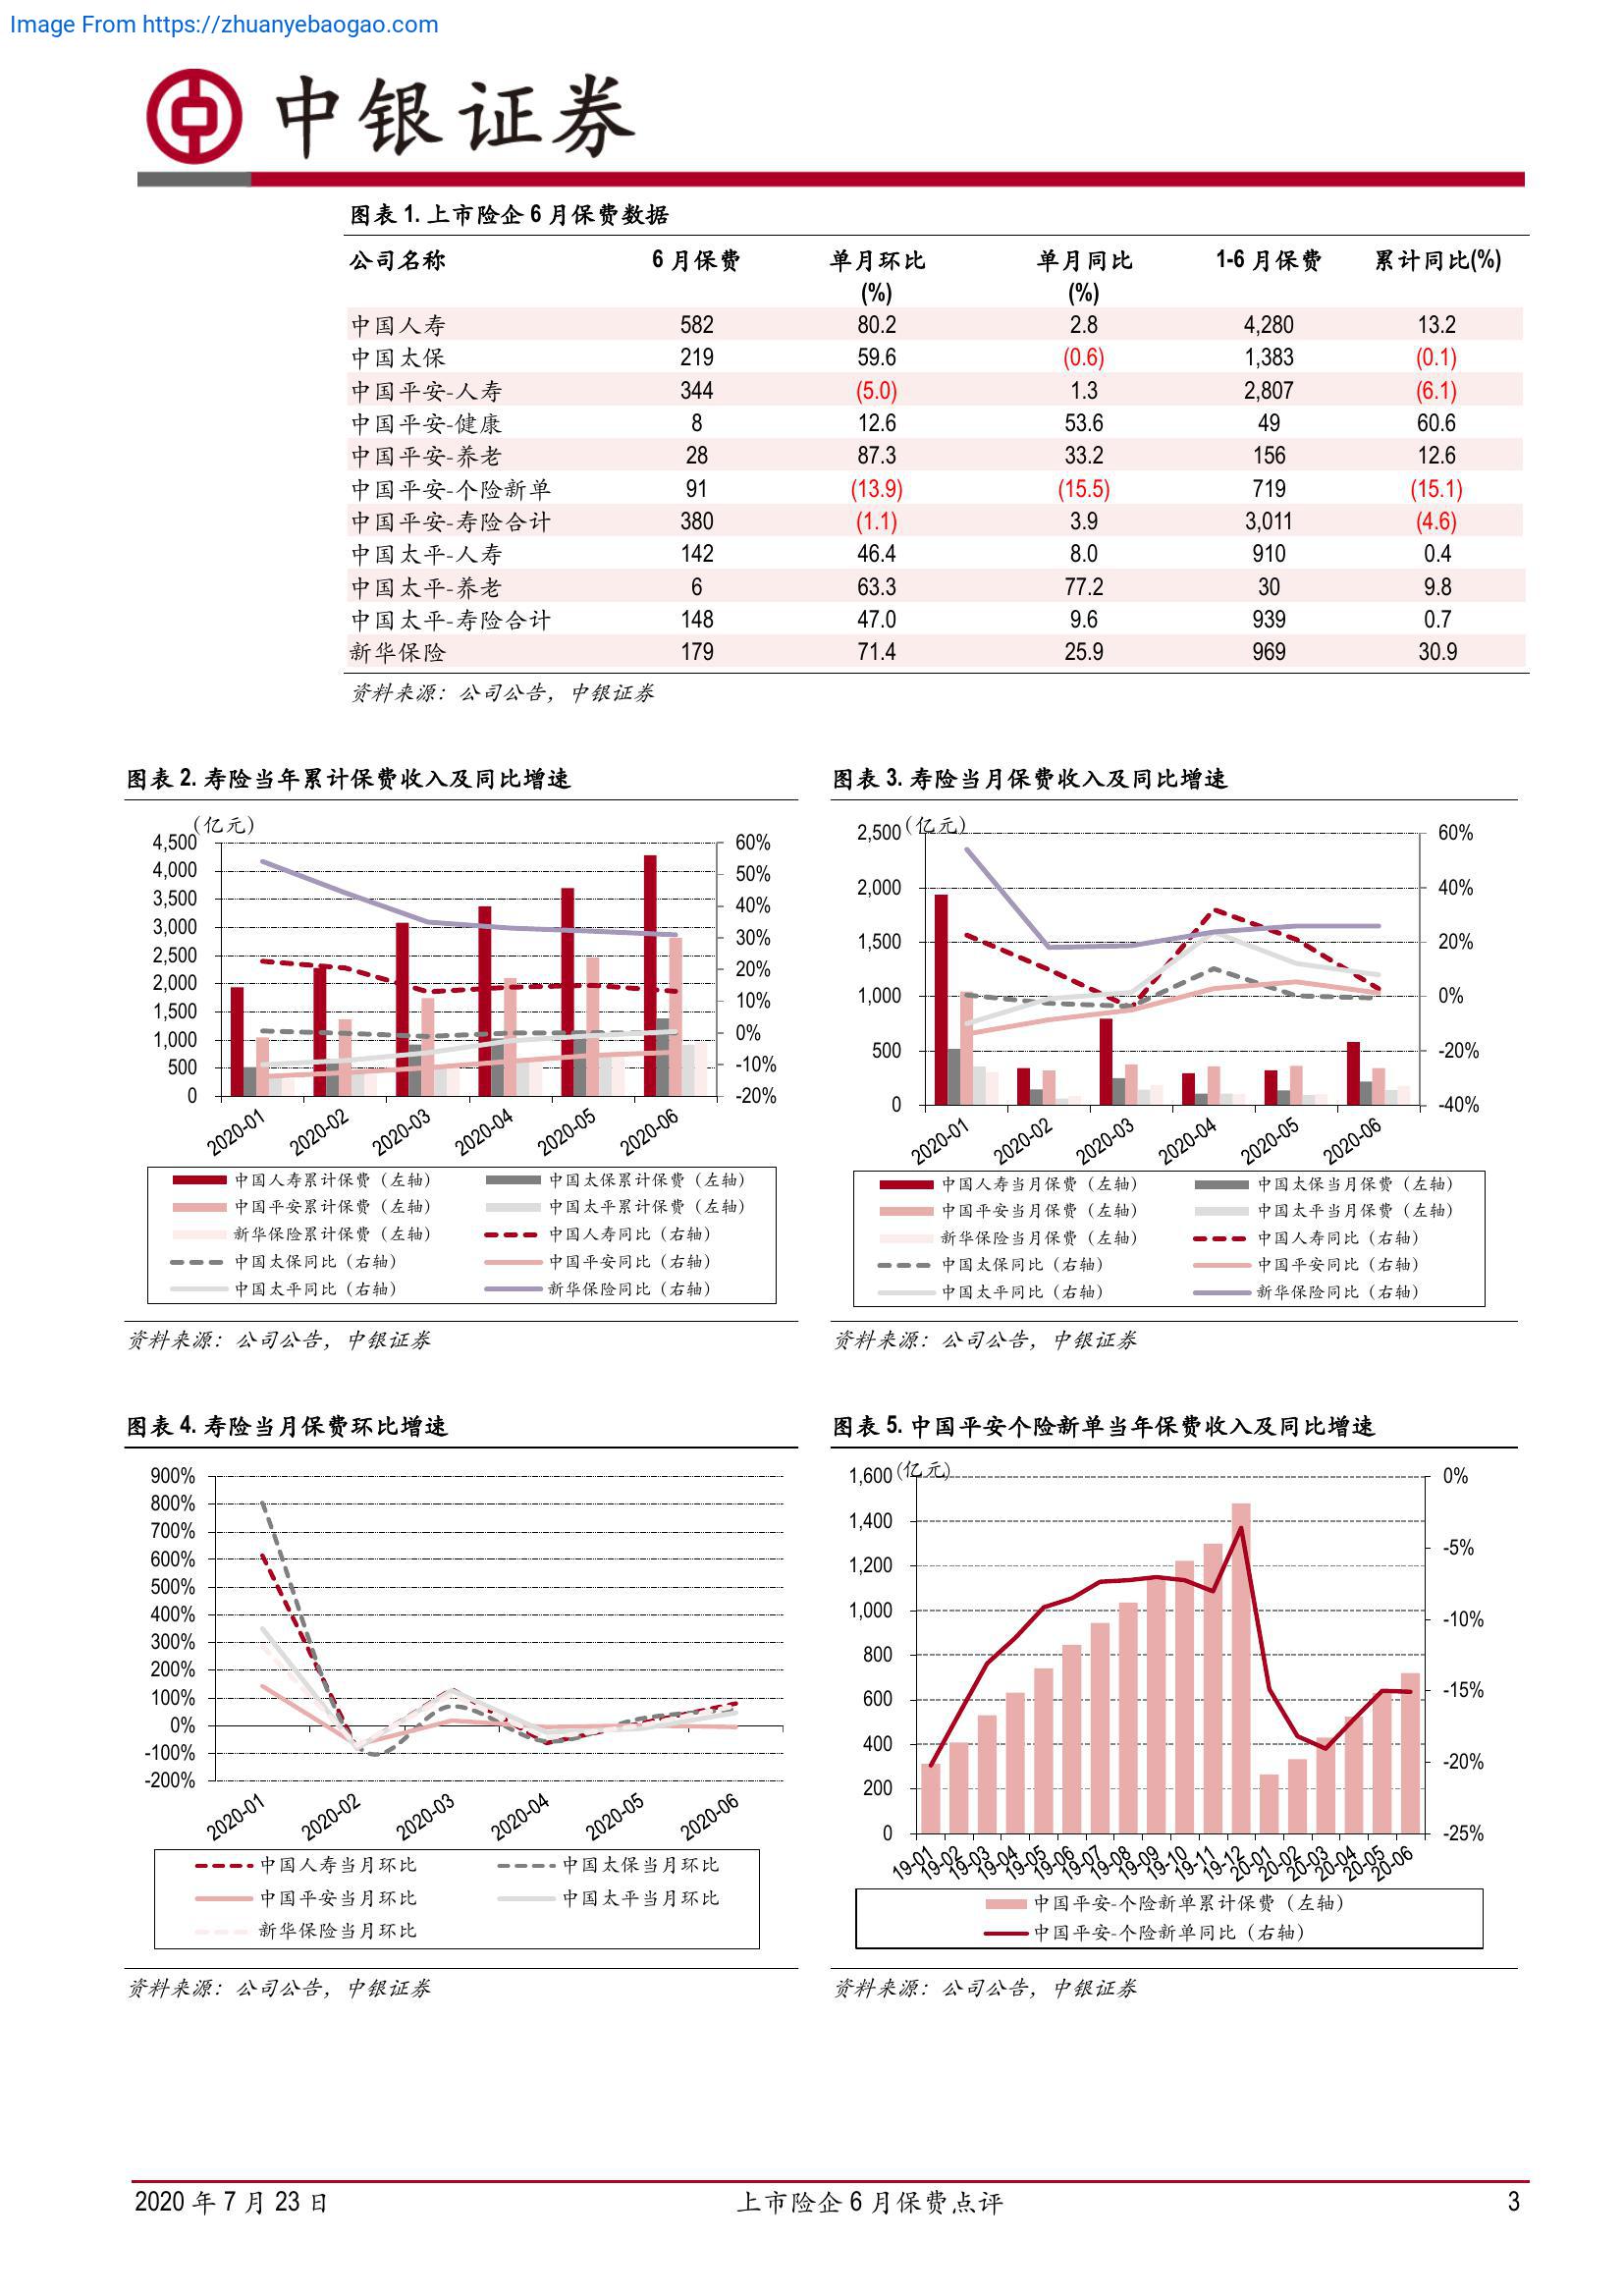 Image From https://zhuanyebaogao.com
中银证券
图表 1. 上市险企 6 月保费数据
公司名称 6 月保费 单月环比 单月同比 1-6 月保费 累计同比(%)
(%) (%)
中国人寿 582 80.2 2.8 4,280 13.2
中国太保 219 59.6 (0.6) 1,383 (0.1)
中国平安-人寿 344 (5.0) 1.3 2,807 (6.1)
中国平安-健康 8 12.6 53.6 49 60.6
中国平安-养老 28 87.3 33.2 156 12.6
中国平安-个险新单 91 (13.9) (15.5) 719 (15.1)
中国平安-寿险合计 380 (1.1) 3.9 3,011 (4.6)
中国太平-人寿 142 46.4 8.0 910 0.4
中国太平-养老 6 63.3 77.2 30 9.8
中国太平-寿险合计 148 47.0 9.6 939 0.7
新华保险 179 71.4 25.9 969 30.9
资料来源：公司公告，中银证券
图表 2. 寿险当年累计保费收入及同比增速
(亿元)
4,500 60%
4,000 50%
3,500 40%
3,000 30%
2,500 20%
2,000 10%
1,500 0%
1,000 -10%
500 -20%
0
2020-01 2020-02 2020-03 2020-04 2020-05 2020-06
中国人寿累计保费（左轴） 中国太保累计保费（左轴）
中国平安累计保费（左轴） 中国太平累计保费（左轴）
新华保险累计保费（左轴） 中国人寿同比（右轴）
中国太保同比（右轴） 中国平安同比（右轴）
中国太平同比（右轴） 新华保险同比（右轴）
资料来源：公司公告，中银证券
图表 3. 寿险当月保费收入及同比增速
(亿元)
2,500 60%
2,000 40%
1,500 20%
1,000 0%
500 -20%
0 -40%
2020-01 2020-02 2020-03 2020-04 2020-05 2020-06
中国人寿当月保费（左轴） 中国太保当月保费（左轴）
中国平安当月保费（左轴） 中国太平当月保费（左轴）
新华保险当月保费（左轴） 中国人寿同比（右轴）
中国太保同比（右轴） 中国平安同比（右轴）
中国太平同比（右轴） 新华保险同比（右轴）
资料来源：公司公告，中银证券
图表 4. 寿险当月保费环比增速
900%
800%
700%
600%
500%
400%
300%
200%
100%
0%
-100%
-200%
2020-01 2020-02 2020-03 2020-04 2020-05 2020-06
中国人寿当月环比 中国太保当月环比
中国平安当月环比 中国太平当月环比
新华保险当月环比
资料来源：公司公告，中银证券
图表 5. 中国平安个险新单当年保费收入及同比增速
(亿元)
1,600 0%
1,400 -5%
1,200 -10%
1,000 -15%
800 -20%
600 -25%
400
200
0
19-01 19-02 19-03 19-04 19-05 19-06 19-07 19-08 19-09 19-10 19-11 19-12 20-01 20-02 20-03 20-04 20-05 20-06
中国平安-个险新单累计保费（左轴）
中国平安-个险新单同比（右轴）
资料来源：公司公告，中银证券
2020 年 7 月 23 日 上市险企 6 月保费点评 3